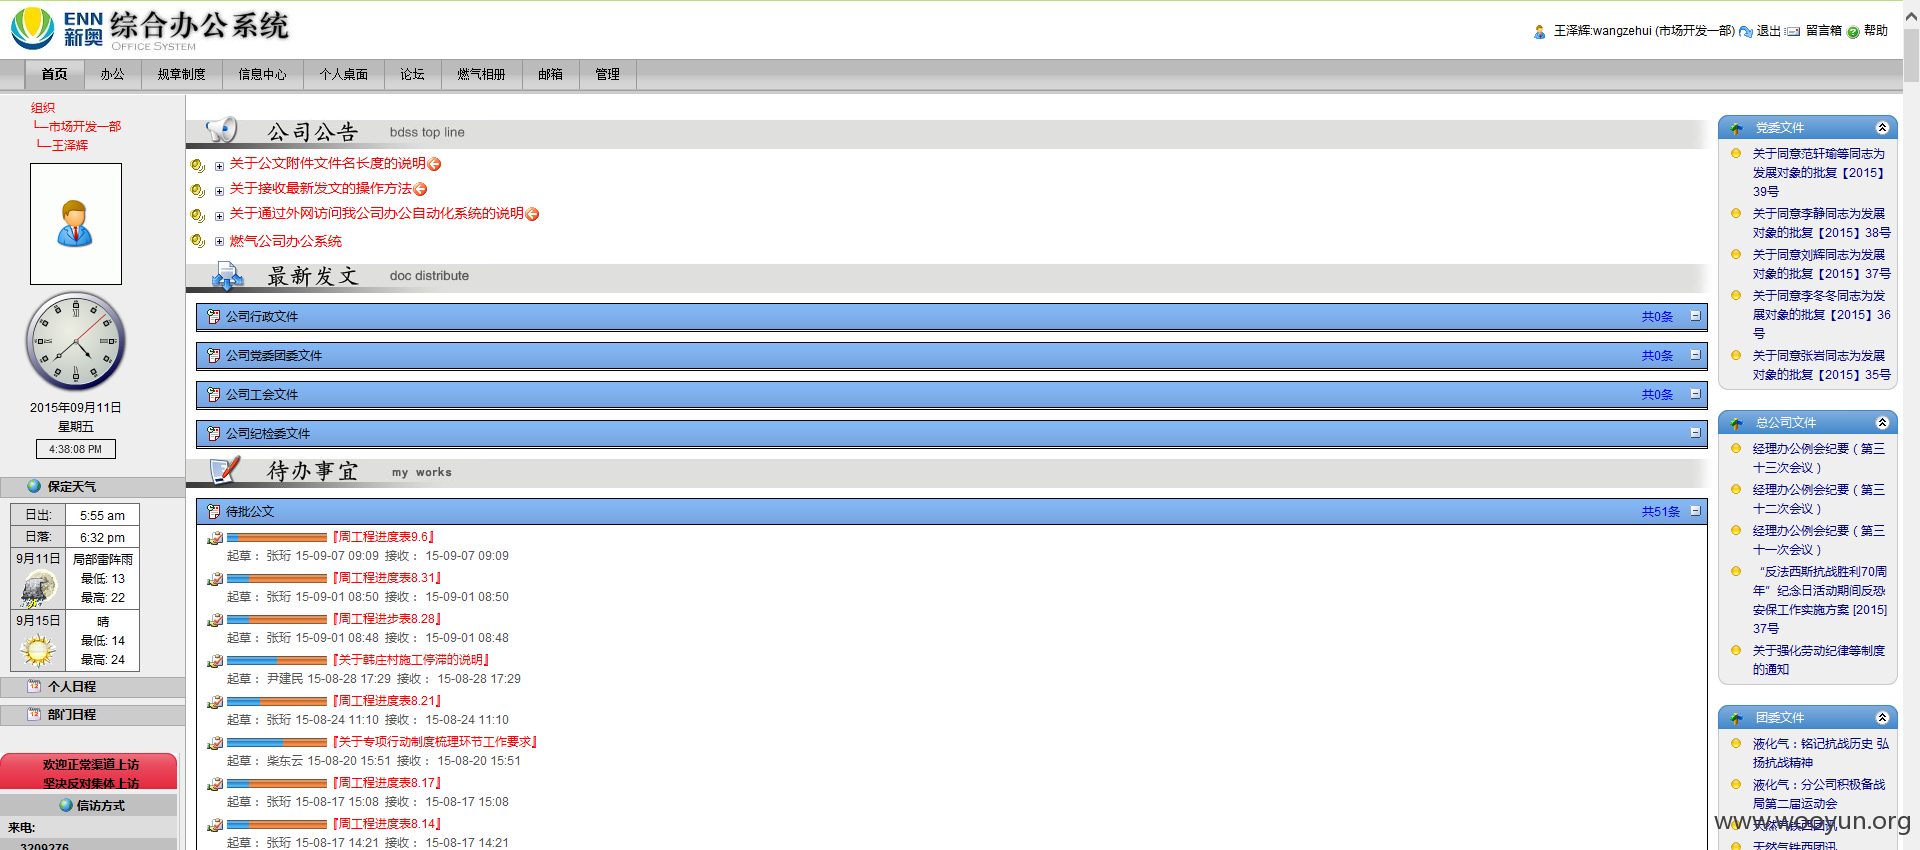 ENN
新奥
综合办公系统
OFFICE SYSTEM
王泽辉:wangzehui (市场开发一部) 退出 留言箱 帮助
首页 办公 规章制度 信息中心 个人桌面 论坛 燃气相册 邮箱 管理
组织
市场开发一部
王泽辉
2015年09月11日
星期五
4:38:08 PM
保定天气
日出: 5:55 am
日落: 6:32 pm
9月11日 局部雷阵雨
最低: 13
最高: 22
9月15日 晴
最低: 14
最高: 24
个人日程
部门日程
欢迎正常渠道上访
坚决反对集体上访
信访方式
来电:
3209276
公司公告 bdss top line
关于公文附件文件名长度的说明
关于接收最新发文的操作方法
关于通过外网访问我公司办公自动化系统的说明
燃气公司办公系统
最新发文 doc distribute
公司行政文件 共0条
公司党委团委文件 共0条
公司工会文件 共0条
公司纪检委文件
待办事宜 my works
待批公文 共51条
『周工程进度表9.6』
起草： 张珩 15-09-07 09:09 接收： 15-09-07 09:09
『周工程进度表8.31』
起草： 张珩 15-09-01 08:50 接收： 15-09-01 08:50
『周工程进步表8.28』
起草： 张珩 15-09-01 08:48 接收： 15-09-01 08:48
『关于韩庄村施工停滞的说明』
起草： 尹建民 15-08-28 17:29 接收： 15-08-28 17:29
『周工程进度表8.21』
起草： 张珩 15-08-24 11:10 接收： 15-08-24 11:10
『关于专项行动制度梳理环节工作要求』
起草： 柴东云 15-08-20 15:51 接收： 15-08-20 15:51
『周工程进度表8.17』
起草： 张珩 15-08-17 15:08 接收： 15-08-17 15:08
『周工程进度表8.14』
起草： 张珩 15-08-17 14:21 接收： 15-08-17 14:21
党委文件
关于同意范轩瑜等同志为
发展对象的批复【2015】
39号
关于同意李静同志为发展
对象的批复【2015】38号
关于同意刘辉同志为发展
对象的批复【2015】37号
关于同意李冬冬同志为发
展对象的批复【2015】36
号
关于同意张岩同志为发展
对象的批复【2015】35号
总公司文件
经理办公例会纪要（第三
十三次会议）
经理办公例会纪要（第三
十二次会议）
经理办公例会纪要（第三
十一次会议）
“反法西斯抗战胜利70周
年”纪念日活动期间反恐
安保工作实施方案 [2015]
37号
关于强化劳动纪律等制度
的通知
团委文件
液化气：铭记抗战历史 弘
扬抗战精神
液化气：分公司积极备战
局第二届运动会
天然气铁西团讯
www.wooyun.org
天然气铁西团讯